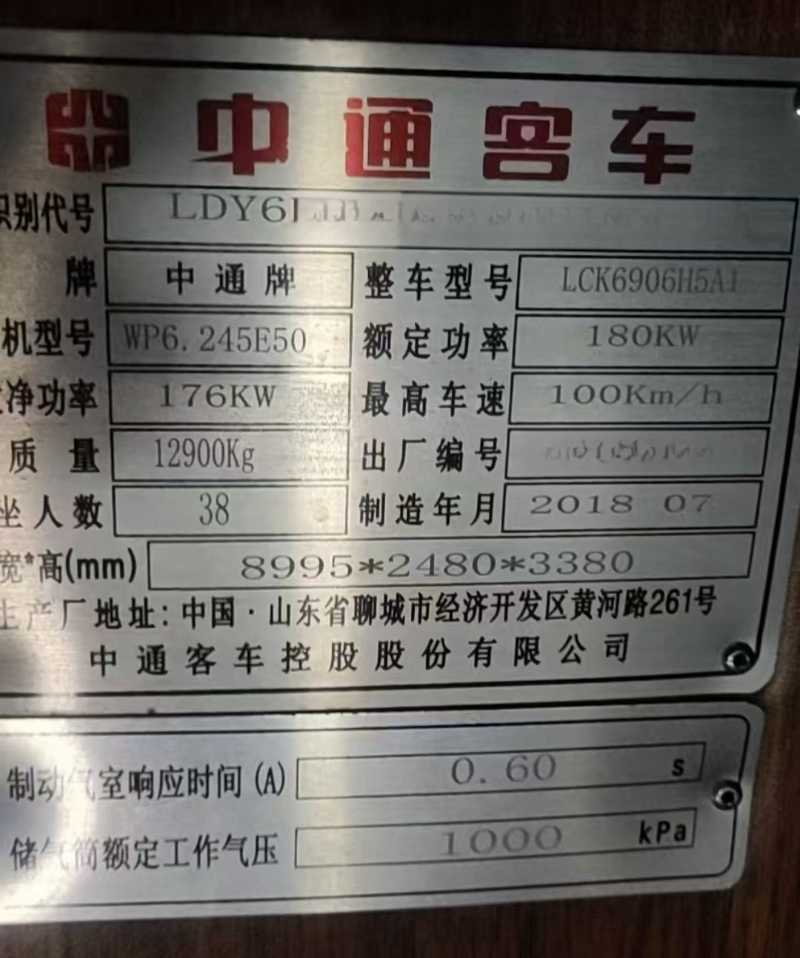 中通客车
识别代号 LDY6
牌 中通牌 整车型号 LCK6906H5A1
机型号 WP6.245E50 额定功率 180KW
净功率 176KW 最高车速 100Km/h
质量 12900Kg 出厂编号
坐人数 38 制造年月 2018 07
宽*高(mm) 8995*2480*3380
生产厂地址:中国·山东省聊城市经济开发区黄河路261号
中通客车控股股份有限公司
制动气室响应时间(A) 0.60 s
储气筒额定工作气压 1000 kPa